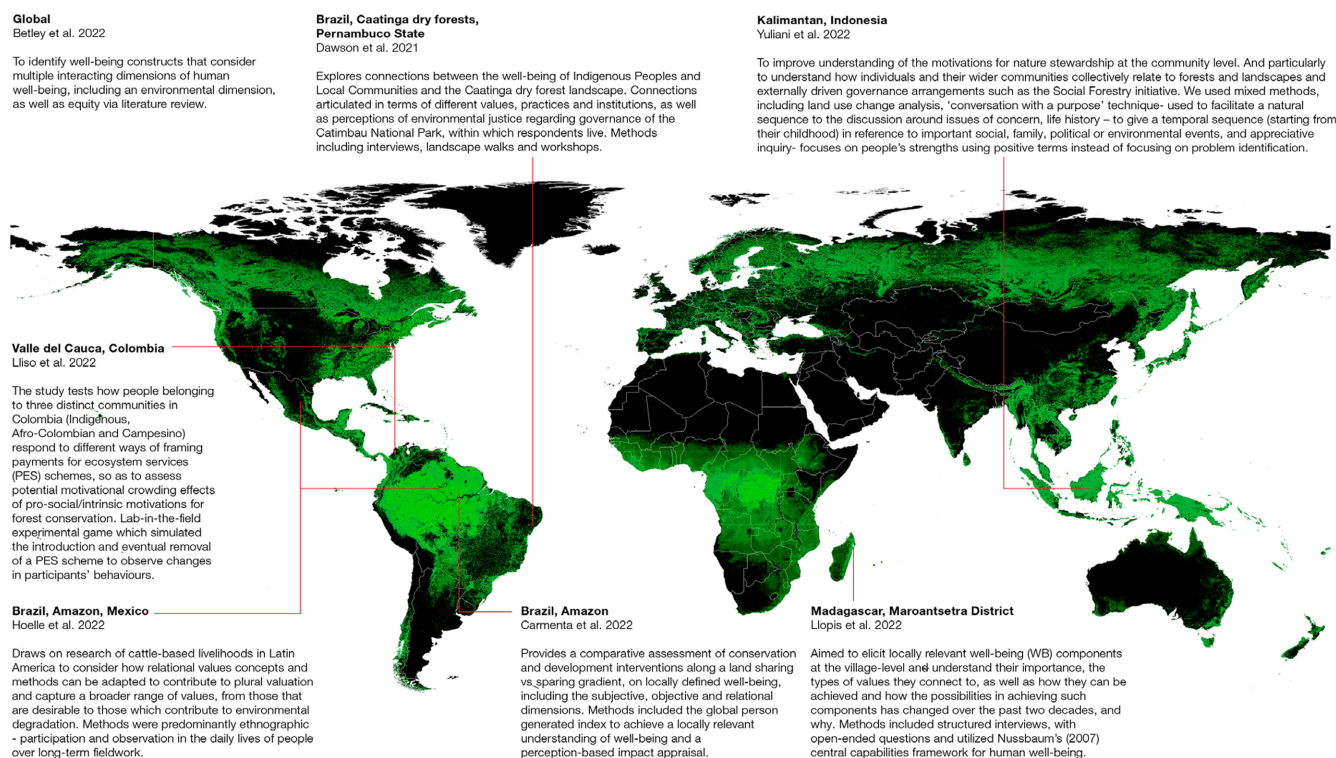 Global
Betley et al. 2022
To identify well-being constructs that consider
multiple interacting dimensions of human
well-being, including an environmental dimension,
as well as equity via literature review.
Brazil, Caatinga dry forests,
Pernambuco State
Dawson et al. 2021
Explores connections between the well-being of Indigenous Peoples and
Local Communities and the Caatinga dry forest landscape. Connections
articulated in terms of different values, practices and institutions, as well
as perceptions of environmental justice regarding governance of the
Catimbau National Park, within which respondents live. Methods
including interviews, landscape walks and workshops.
Kalimantan, Indonesia
Yuliani et al. 2022
To improve understanding of the motivations for nature stewardship at the community level. And particularly
to understand how individuals and their wider communities collectively relate to forests and landscapes and
externally driven governance arrangements such as the Social Forestry initiative. We used mixed methods,
including land use change analysis, ‘conversation with a purpose’ technique- used to facilitate a natural
sequence to the discussion around issues of concern, life history – to give a temporal sequence (starting from
their childhood) in reference to important social, family, political or environmental events, and appreciative
inquiry- focuses on people’s strengths using positive terms instead of focusing on problem identification.
Valle del Cauca, Colombia
Lliso et al. 2022
The study tests how people belonging
to three distinct communities in
Colombia (Indigenous,
Afro-Colombian and Campesino)
respond to different ways of framing
payments for ecosystem services
(PES) schemes, so as to assess
potential motivational crowding effects
of pro-social/intrinsic motivations for
forest conservation. Lab-in-the-field
experimental game which simulated
the introduction and eventual removal
of a PES scheme to observe changes
in participants’ behaviours.
Brazil, Amazon, Mexico
Hoelle et al. 2022
Draws on research of cattle-based livelihoods in Latin
America to consider how relational values concepts and
methods can be adapted to contribute to plural valuation
and capture a broader range of values, from those that
are desirable to those which contribute to environmental
degradation. Methods were predominantly ethnographic
- participation and observation in the daily lives of people
over long-term fieldwork.
Brazil, Amazon
Carmenta et al. 2022
Provides a comparative assessment of conservation
and development interventions along a land sharing
vs sparing gradient, on locally defined well-being,
including the subjective, objective and relational
dimensions. Methods included the global person
generated index to achieve a locally relevant
understanding of well-being and a
perception-based impact appraisal.
Madagascar, Maroantsetra District
Llopis et al. 2022
Aimed to elicit locally relevant well-being (WB) components
at the village-level and understand their importance, the
types of values they connect to, as well as how they can be
achieved and how the possibilities in achieving such
components has changed over the past two decades, and
why. Methods included structured interviews, with
open-ended questions and utilized Nussbaum’s (2007)
central capabilities framework for human well-being.